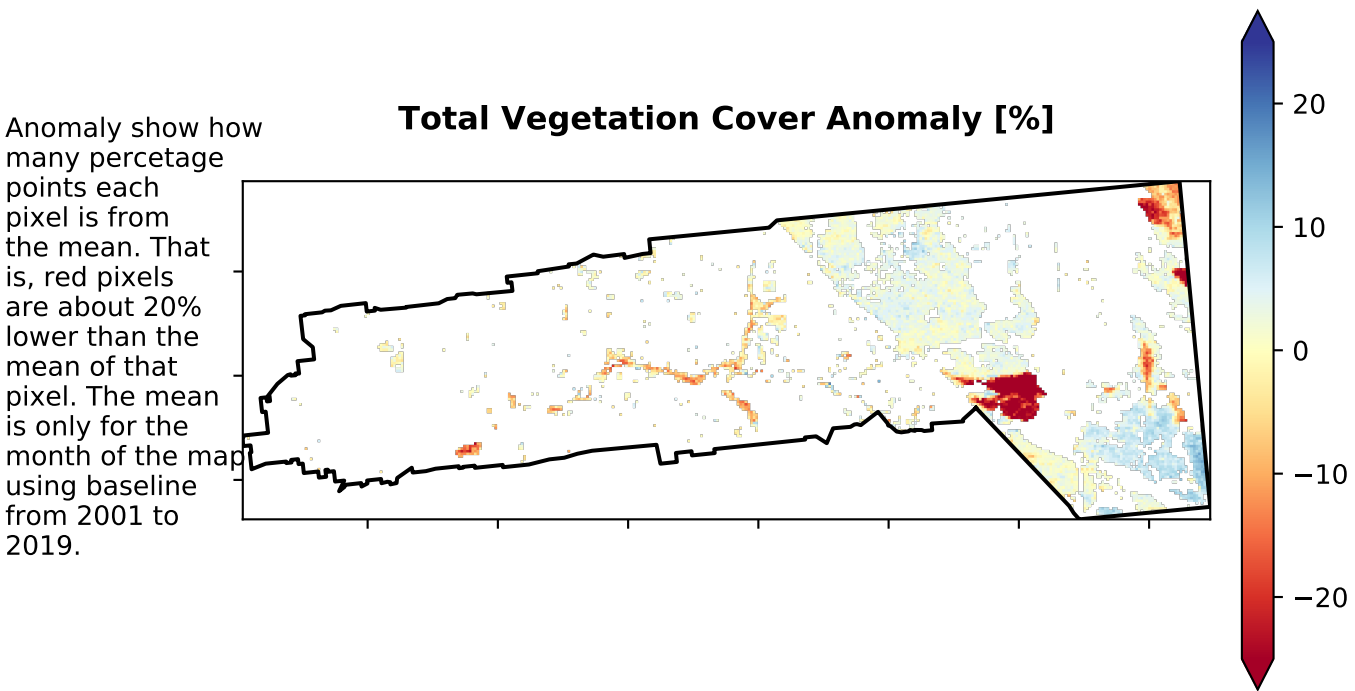 Total Vegetation Cover Anomaly [%]
Anomaly show how
many percetage
points each
pixel is from
the mean. That
is, red pixels
are about 20%
lower than the
mean of that
pixel. The mean
is only for the
month of the map
using baseline
from 2001 to
2019.
20
10
0
−10
−20